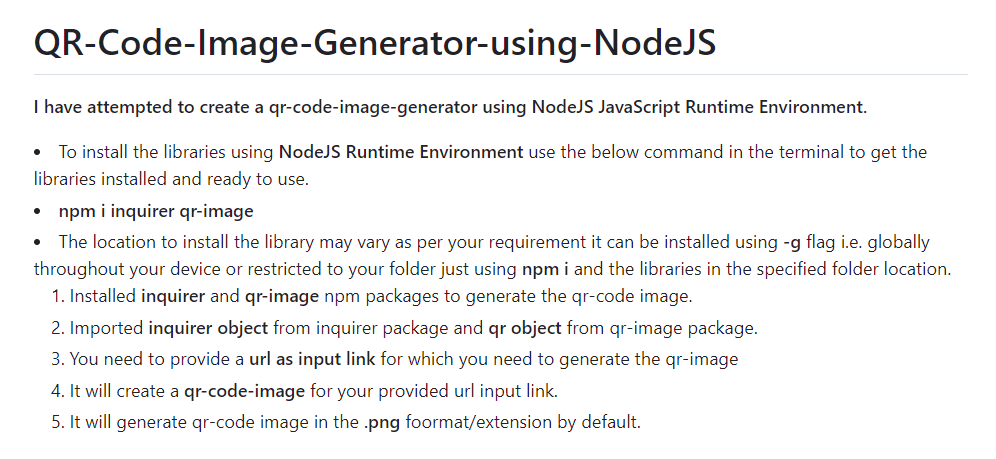 QR-Code-Image-Generator-using-NodeJS
I have attempted to create a qr-code-image-generator using NodeJS JavaScript Runtime Environment.
• To install the libraries using NodeJS Runtime Environment use the below command in the terminal to get the
libraries installed and ready to use.
• npm i inquirer qr-image
• The location to install the library may vary as per your requirement it can be installed using -g flag i.e. globally
throughout your device or restricted to your folder just using npm i and the libraries in the specified folder location.
1. Installed inquirer and qr-image npm packages to generate the qr-code image.
2. Imported inquirer object from inquirer package and qr object from qr-image package.
3. You need to provide a url as input link for which you need to generate the qr-image
4. It will create a qr-code-image for your provided url input link.
5. It will generate qr-code image in the .png foormat/extension by default.